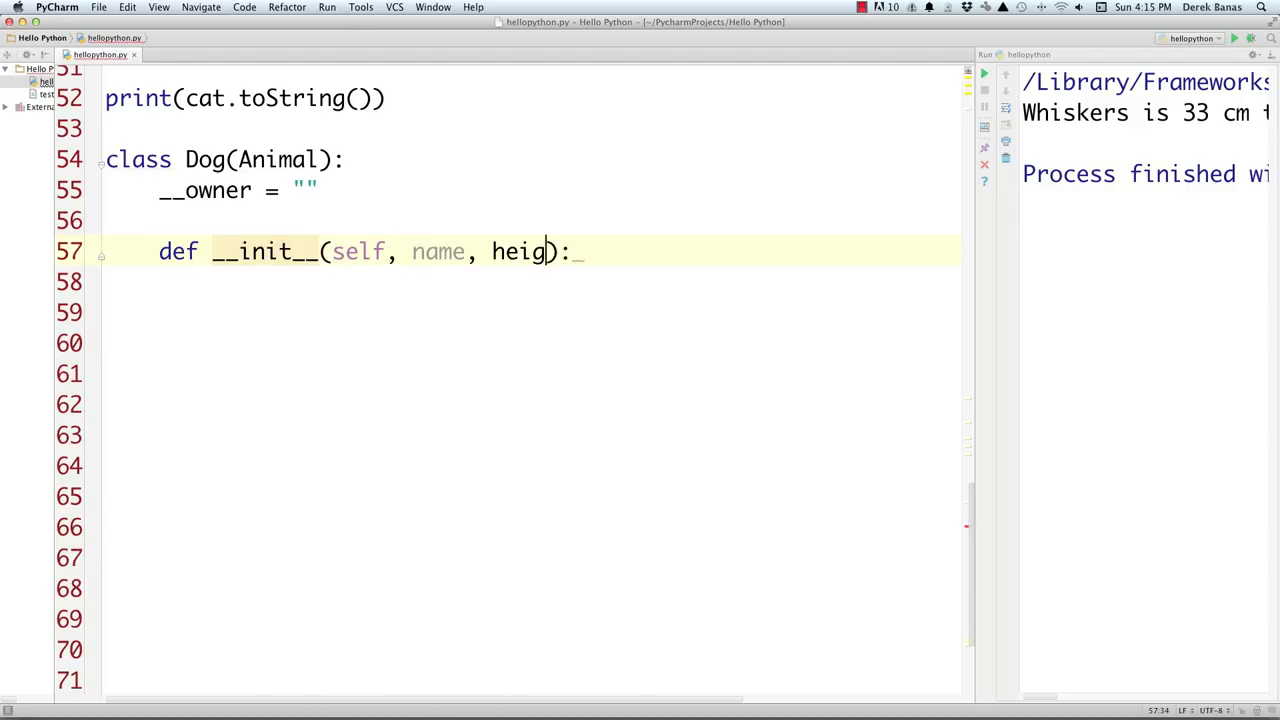 PyCharm File Edit View Navigate Code Refactor Run Tools VCS Window Help 10 Sun 4:15 PM Derek Banas
hellopython.py - Hello Python - [~/PycharmProjects/Hello Python]
Hello Python hellopython.py hellopython
hellopython.py Run hellopython
Hello P
hell
test
Externa
51
52 print(cat.toString())
53
54 class Dog(Animal):
55 __owner = ""
56
57 def __init__(self, name, heig):
58
59
60
61
62
63
64
65
66
67
68
69
70
71
/Library/Frameworks
Whiskers is 33 cm t
Process finished wi
57:34 LF UTF-8